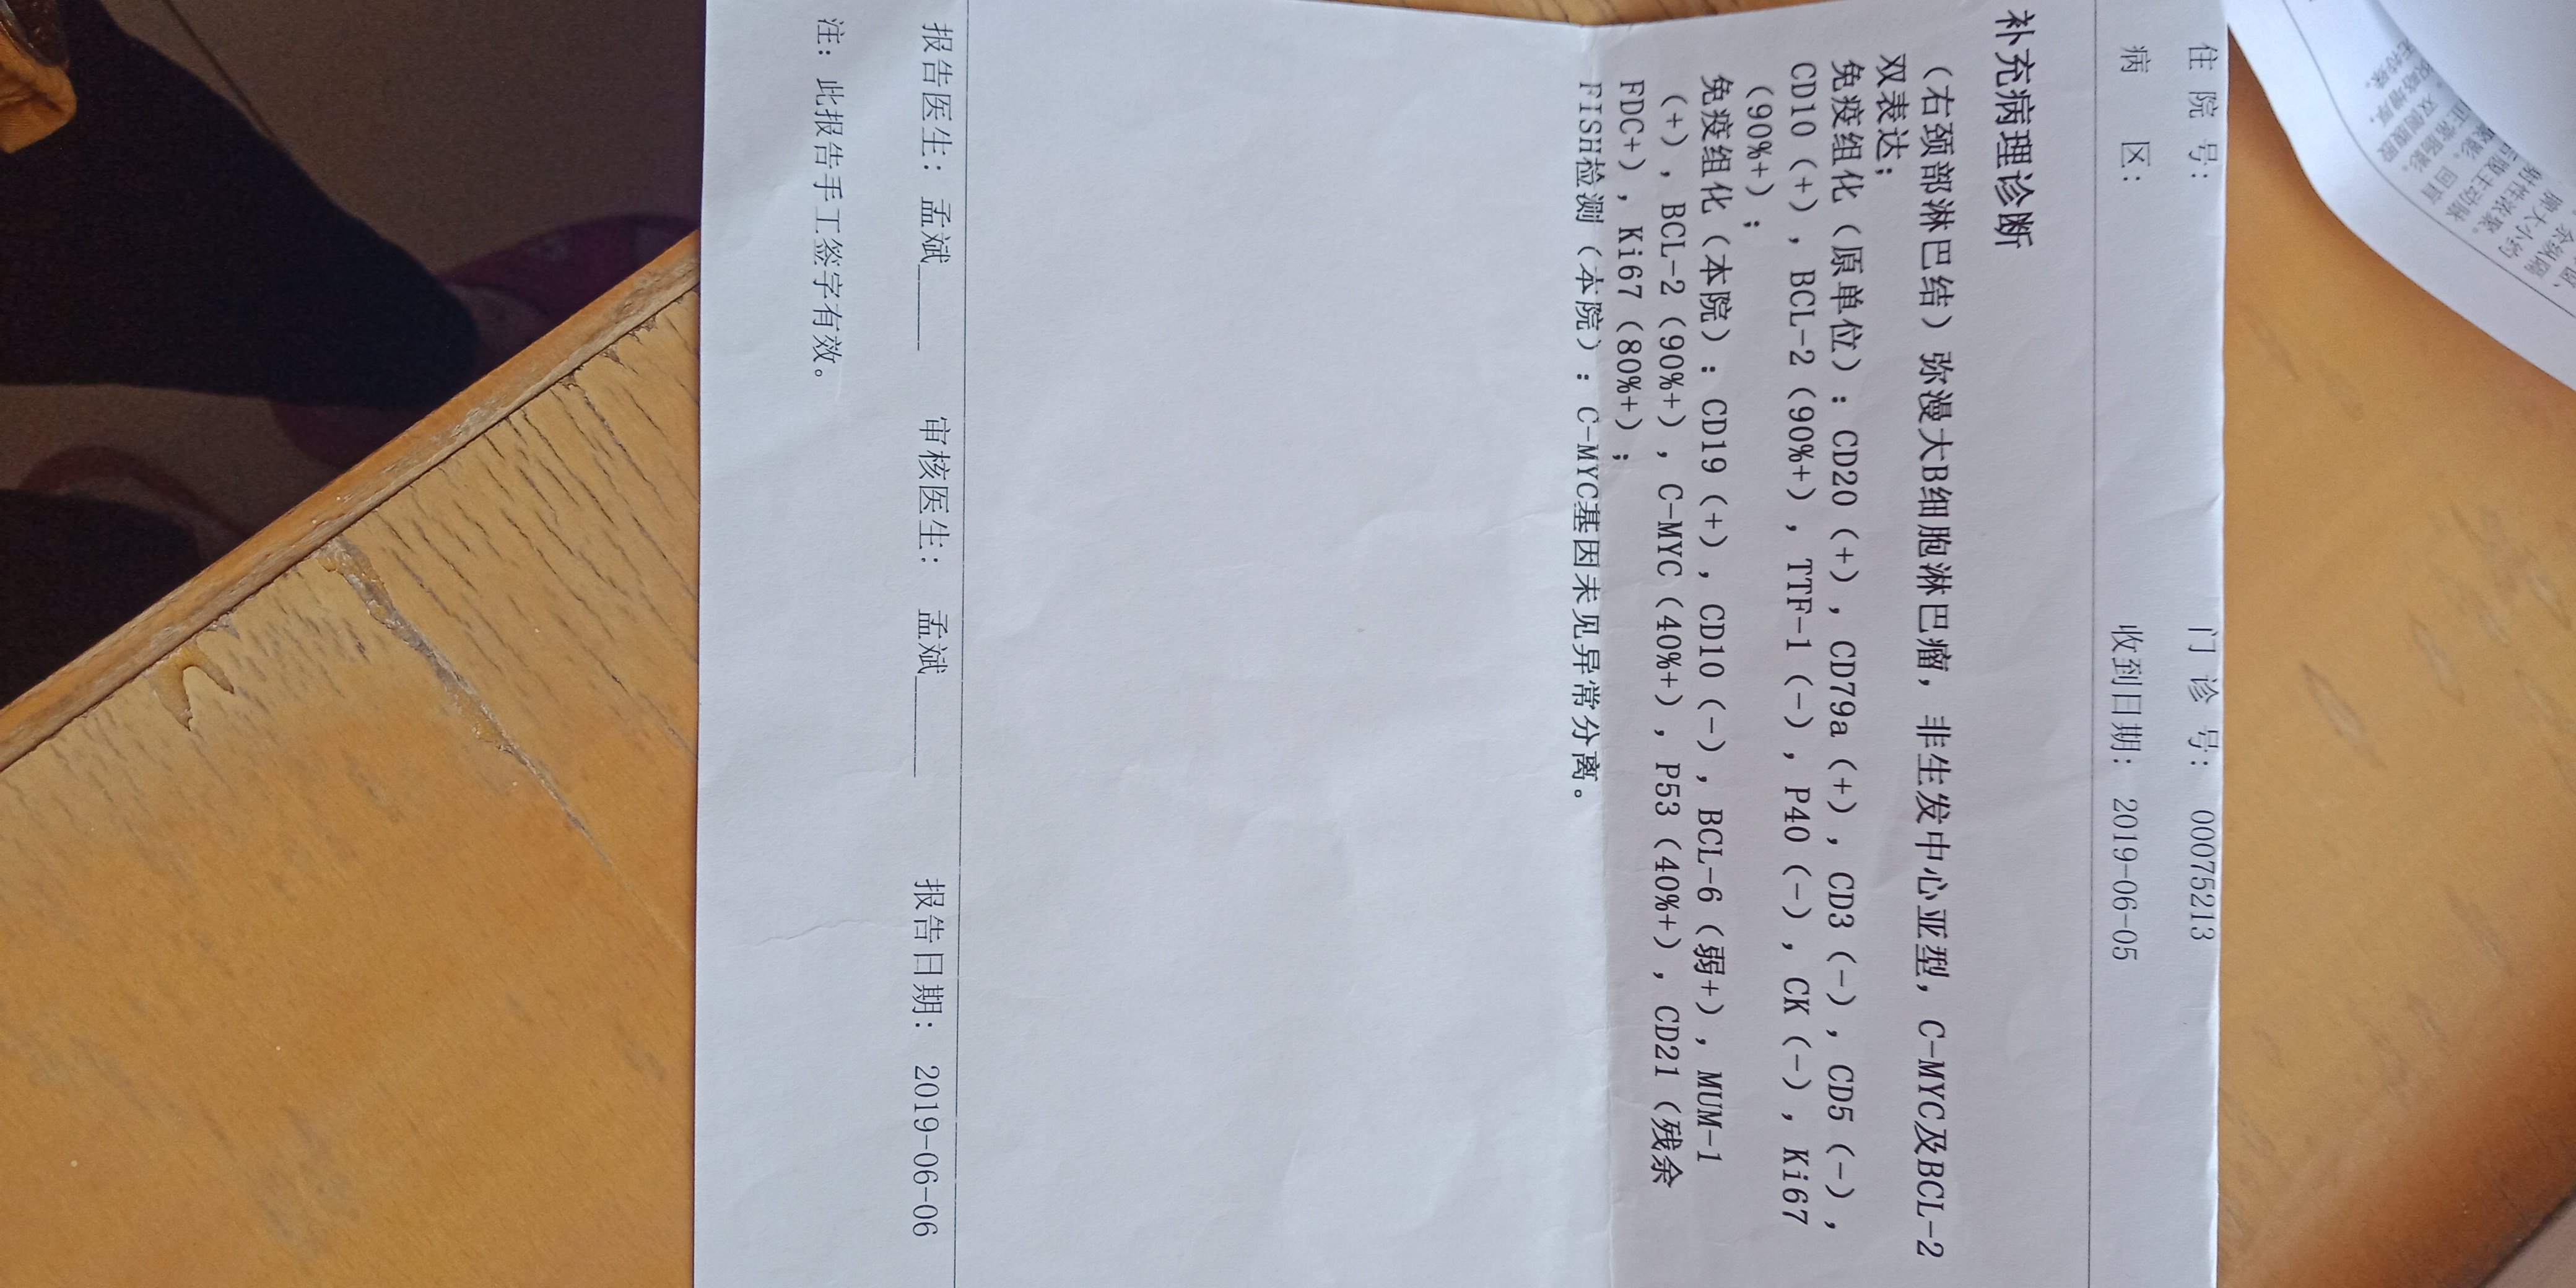 住 院 号: 门 诊 号: 00075213
病 区: 收到日期: 2019-06-05
补充病理诊断
(右颈部淋巴结)弥漫大B细胞淋巴瘤,非生发中心亚型,C-MYC及BCL-2
双表达;
免疫组化(原单位):CD20(+),CD79a(+),CD3(-),CD5(-),
CD10(+),BCL-2(90%+),TTF-1(-),P40(-),CK(-),Ki67
(90%+);
免疫组化(本院):CD19(+),CD10(-),BCL-6(弱+),MUM-1
(+),BCL-2(90%+),C-MYC(40%+),P53(40%+),CD21(残余
FDC+),Ki67(80%+);
FISH检测(本院):C-MYC基因未见异常分离。
报告医生: 孟斌 审核医生: 孟斌 报告日期: 2019-06-06
注: 此报告手工签字有效。